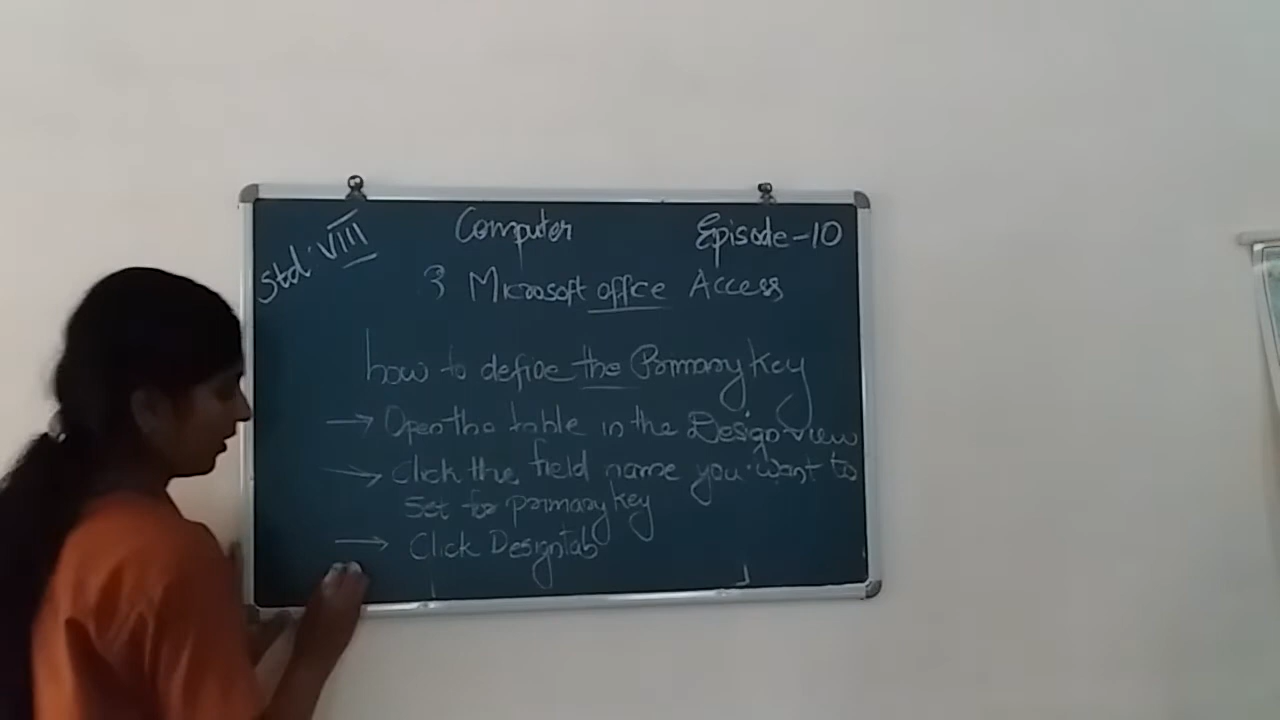 Std: VIII Computer Episode-10
3 Microsoft office Access
how to define the Primary key
→ Open the table in the Design view
→ Click the field name you want to
set for primary key
→ Click Design tab